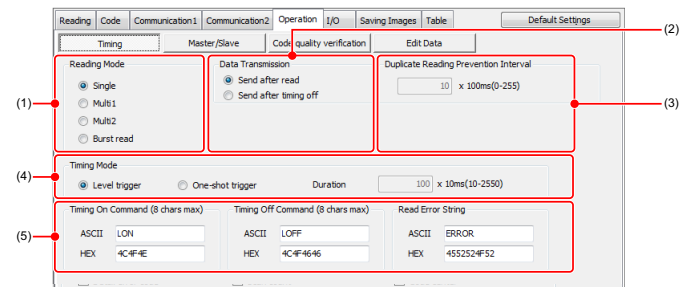 Reading Code Communication1 Communication2 Operation I/O Saving Images Table Default Settings
(2)
Timing Master/Slave Code quality verification Edit Data
Reading Mode Data Transmission Duplicate Reading Prevention Interval
Single Send after read 10 x 100ms(0-255)
(1) Multi1 Send after timing off (3)
Multi2
Burst read
Timing Mode
(4) Level trigger One-shot trigger Duration 100 x 10ms(10-2550)
Timing On Command (8 chars max) Timing Off Command (8 chars max) Read Error String
(5) ASCII LON ASCII LOFF ASCII ERROR
HEX 4C4F4E HEX 4C4F4646 HEX 4552524F52